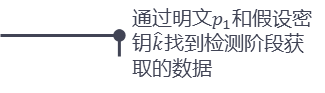 通过明文p₁和假设密
钥k̂找到检测阶段获
取的数据